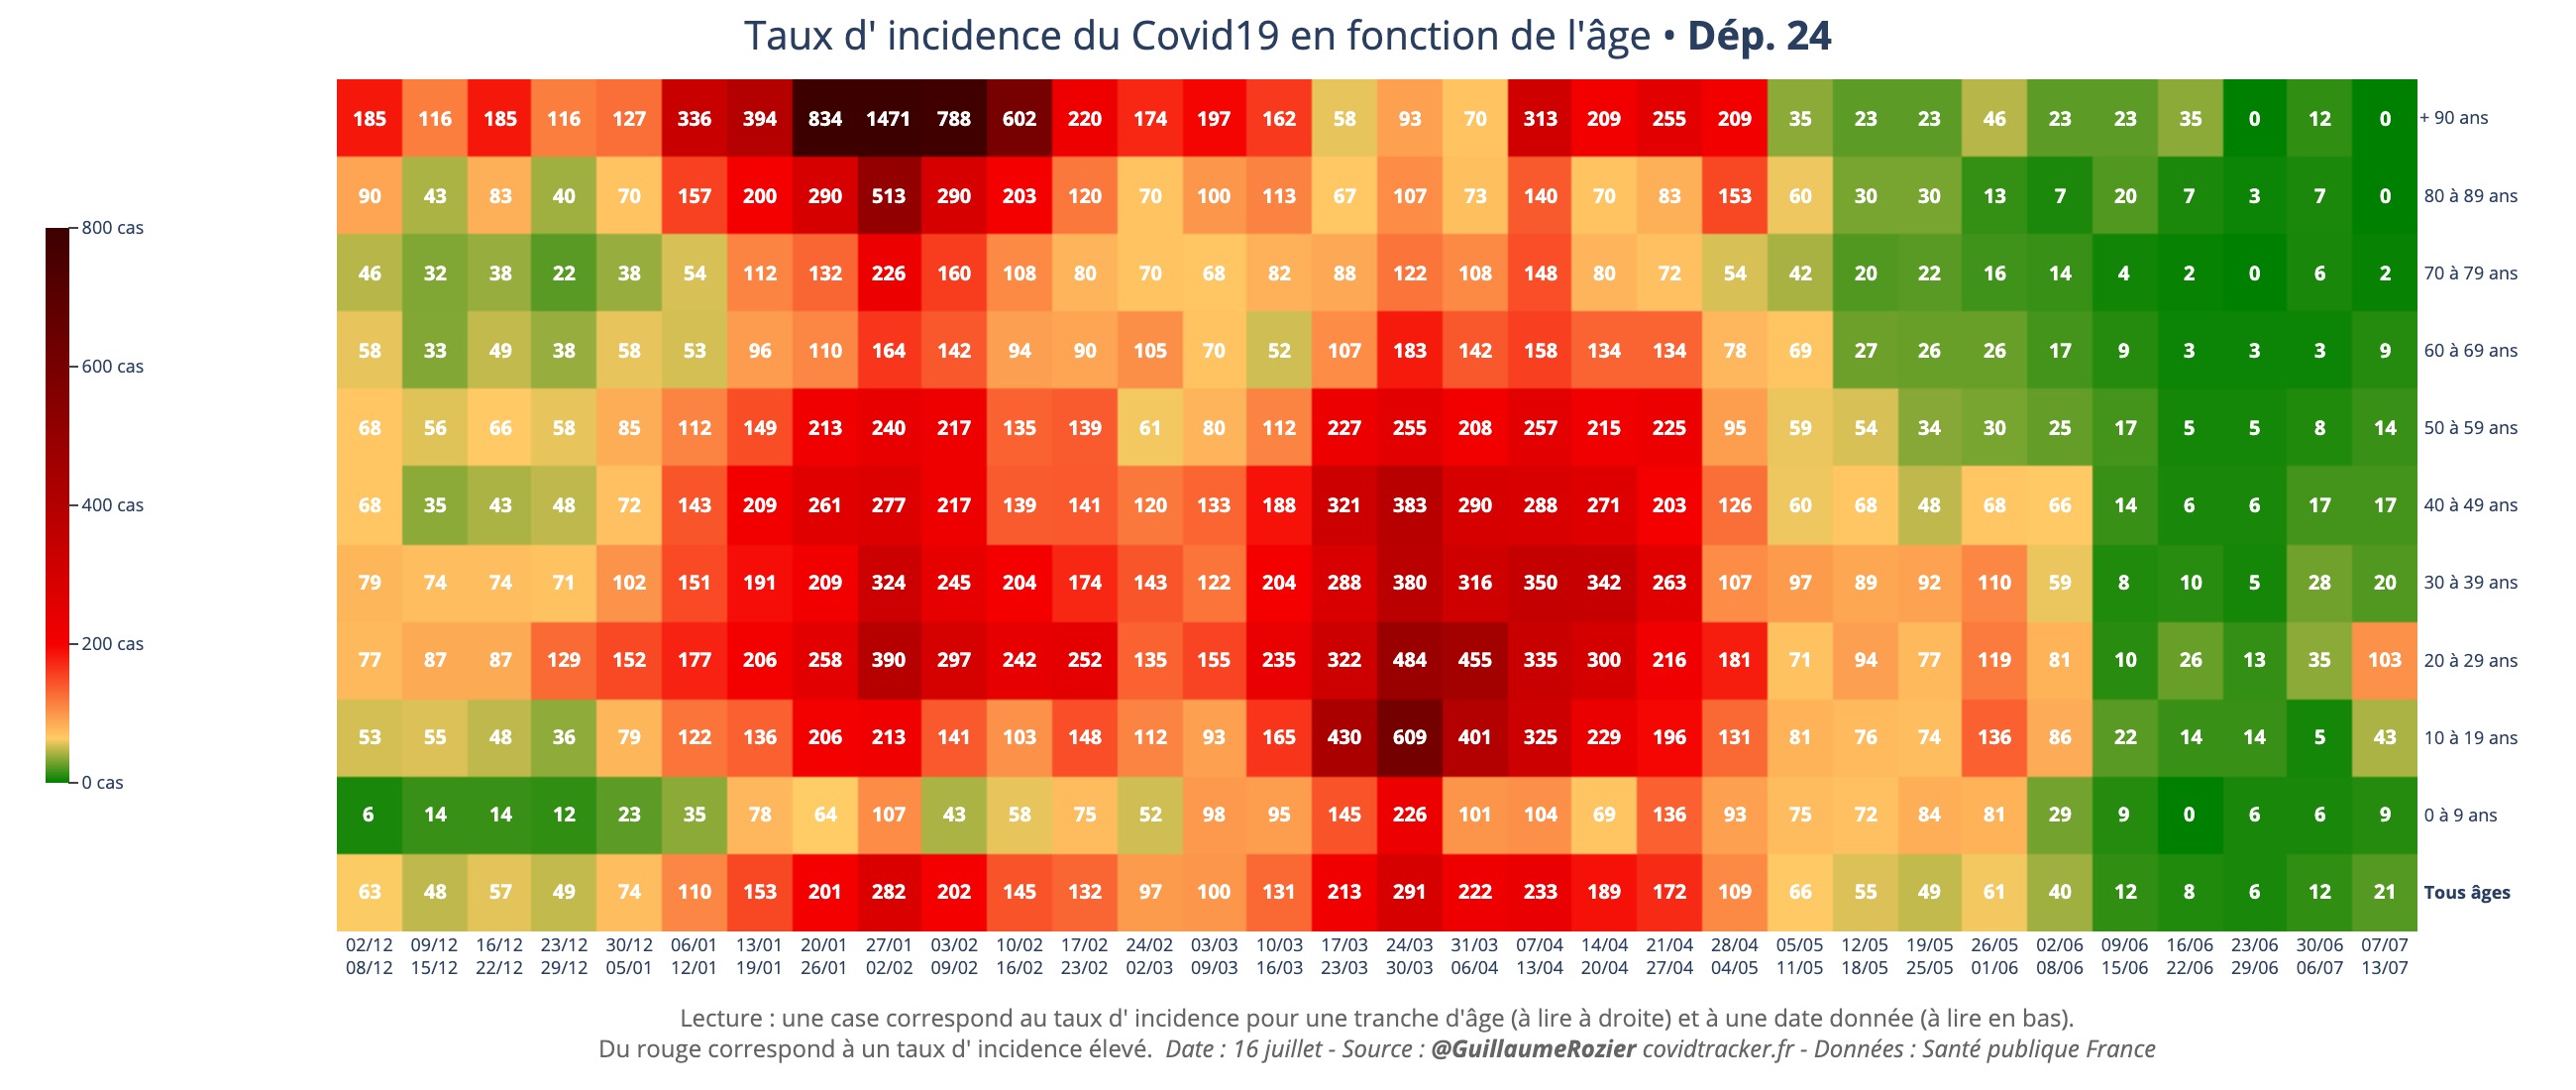 Taux d' incidence du Covid19 en fonction de l'âge • Dép. 24
185 116 185 116 127 336 394 834 1471 788 602 220 174 197 162 58 93 70 313 209 255 209 35 23 23 46 23 23 35 0 12 0 + 90 ans
90 43 83 40 70 157 200 290 513 290 203 120 70 100 113 67 107 73 140 70 83 153 60 30 30 13 7 20 7 3 7 0 80 à 89 ans
800 cas
46 32 38 22 38 54 112 132 226 160 108 80 70 68 82 88 122 108 148 80 72 54 42 20 22 16 14 4 2 0 6 2 70 à 79 ans
58 33 49 38 58 53 96 110 164 142 94 90 105 70 52 107 183 142 158 134 134 78 69 27 26 26 17 9 3 3 3 9 60 à 69 ans
600 cas
68 56 66 58 85 112 149 213 240 217 135 139 61 80 112 227 255 208 257 215 225 95 59 54 34 30 25 17 5 5 8 14 50 à 59 ans
400 cas
68 35 43 48 72 143 209 261 277 217 139 141 120 133 188 321 383 290 288 271 203 126 60 68 48 68 66 14 6 6 17 17 40 à 49 ans
79 74 74 71 102 151 191 209 324 245 204 174 143 122 204 288 380 316 350 342 263 107 97 89 92 110 59 8 10 5 28 20 30 à 39 ans
200 cas
77 87 87 129 152 177 206 258 390 297 242 252 135 155 235 322 484 455 335 300 216 181 71 94 77 119 81 10 26 13 35 103 20 à 29 ans
53 55 48 36 79 122 136 206 213 141 103 148 112 93 165 430 609 401 325 229 196 131 81 76 74 136 86 22 14 14 5 43 10 à 19 ans
0 cas
6 14 14 12 23 35 78 64 107 43 58 75 52 98 95 145 226 101 104 69 136 93 75 72 84 81 29 9 0 6 6 9 0 à 9 ans
63 48 57 49 74 110 153 201 282 202 145 132 97 100 131 213 291 222 233 189 172 109 66 55 49 61 40 12 8 6 12 21 Tous âges
02/12 09/12 16/12 23/12 30/12 06/01 13/01 20/01 27/01 03/02 10/02 17/02 24/02 03/03 10/03 17/03 24/03 31/03 07/04 14/04 21/04 28/04 05/05 12/05 19/05 26/05 02/06 09/06 16/06 23/06 30/06 07/07
08/12 15/12 22/12 29/12 05/01 12/01 19/01 26/01 02/02 09/02 16/02 23/02 02/03 09/03 16/03 23/03 30/03 06/04 13/04 20/04 27/04 04/05 11/05 18/05 25/05 01/06 08/06 15/06 22/06 29/06 06/07 13/07
Lecture : une case correspond au taux d' incidence pour une tranche d'âge (à lire à droite) et à une date donnée (à lire en bas).
Du rouge correspond à un taux d' incidence élevé. Date : 16 juillet - Source : @GuillaumeRozier covidtracker.fr - Données : Santé publique France